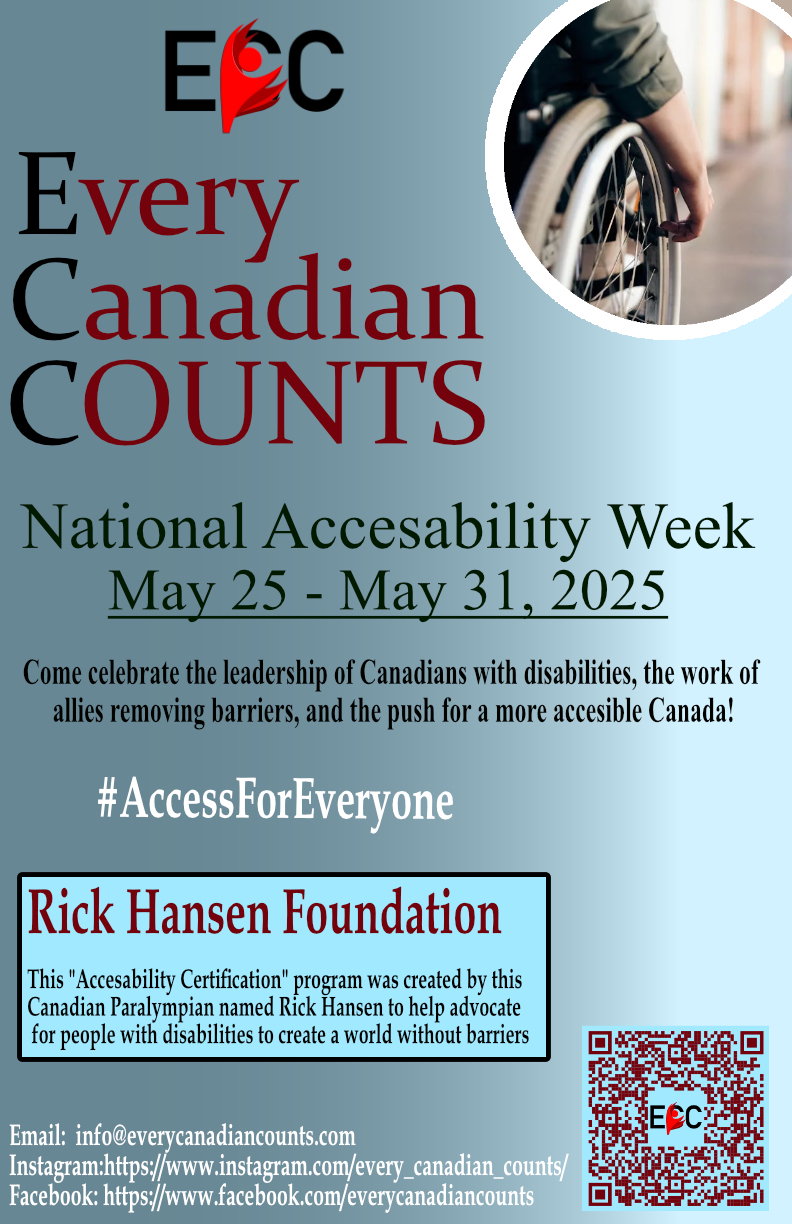 ECC
Every
Canadian
COUNTS
National Accesability Week
May 25 - May 31, 2025
Come celebrate the leadership of Canadians with disabilities, the work of
allies removing barriers, and the push for a more accesible Canada!
#AccessForEveryone
Rick Hansen Foundation
This "Accesability Certification" program was created by this
Canadian Paralympian named Rick Hansen to help advocate
for people with disabilities to create a world without barriers
Email: info@everycanadiancounts.com
Instagram:https://www.instagram.com/every_canadian_counts/
Facebook: https://www.facebook.com/everycanadiancounts
ECC